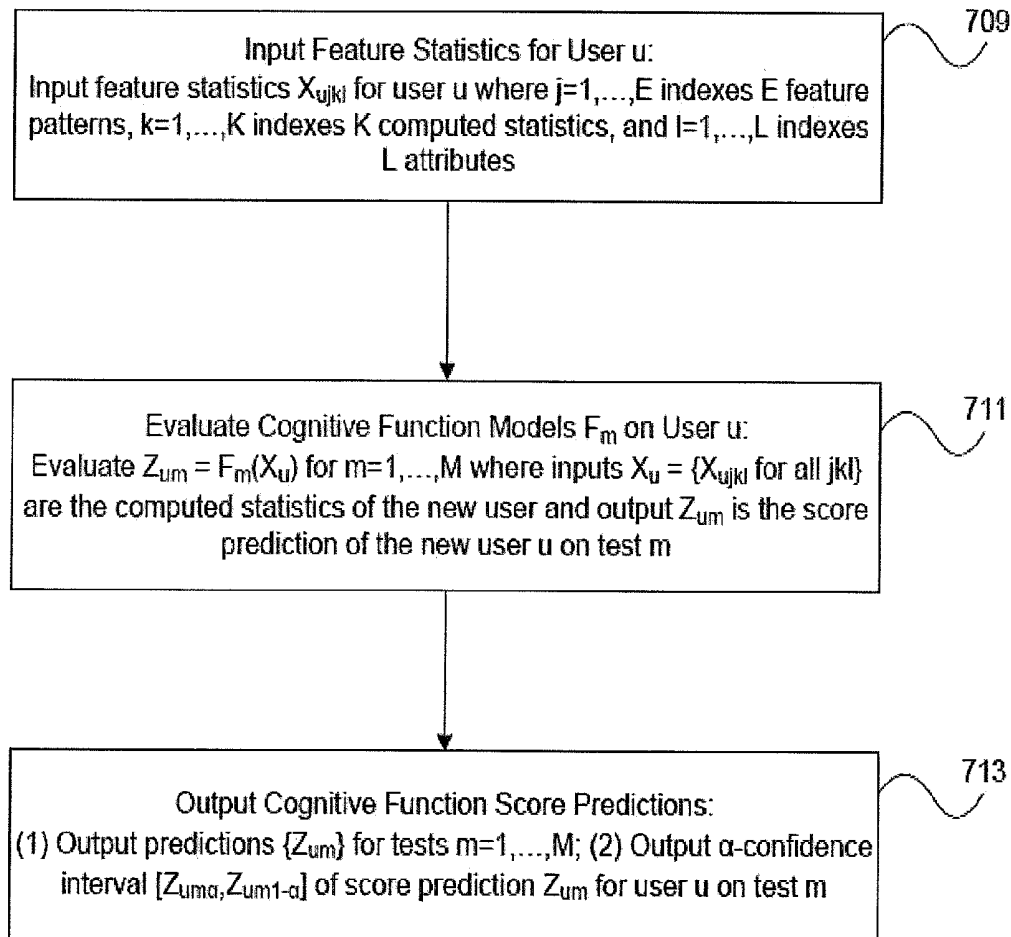 709
Input Feature Statistics for User u:
Input feature statistics Xujkl for user u where j=1,...,E indexes E feature
patterns, k=1,...,K indexes K computed statistics, and l=1,...,L indexes
L attributes
711
Evaluate Cognitive Function Models Fm on User u:
Evaluate Zum = Fm(Xu) for m=1,...,M where inputs Xu = {Xujkl for all jkl}
are the computed statistics of the new user and output Zum is the score
prediction of the new user u on test m
713
Output Cognitive Function Score Predictions:
(1) Output predictions {Zum} for tests m=1,...,M; (2) Output α-confidence
interval [Zumα,Zum1-α] of score prediction Zum for user u on test m